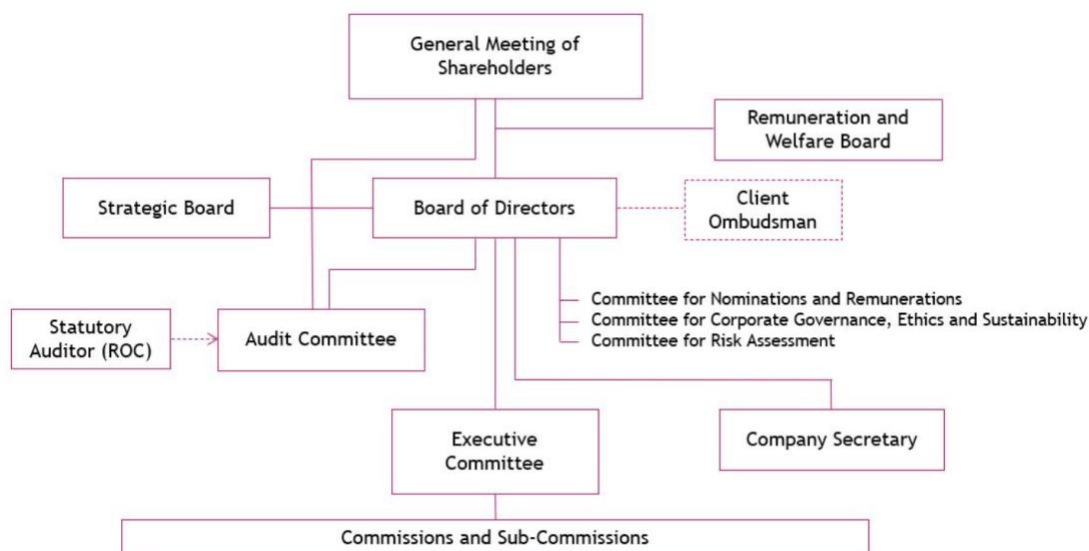 General Meeting of
Shareholders
Remuneration and
Welfare Board
Strategic Board
Board of Directors
Client
Ombudsman
Committee for Nominations and Remunerations
Committee for Corporate Governance, Ethics and Sustainability
Committee for Risk Assessment
Statutory
Auditor (ROC)
Audit Committee
Executive
Committee
Company Secretary
Commissions and Sub-Commissions